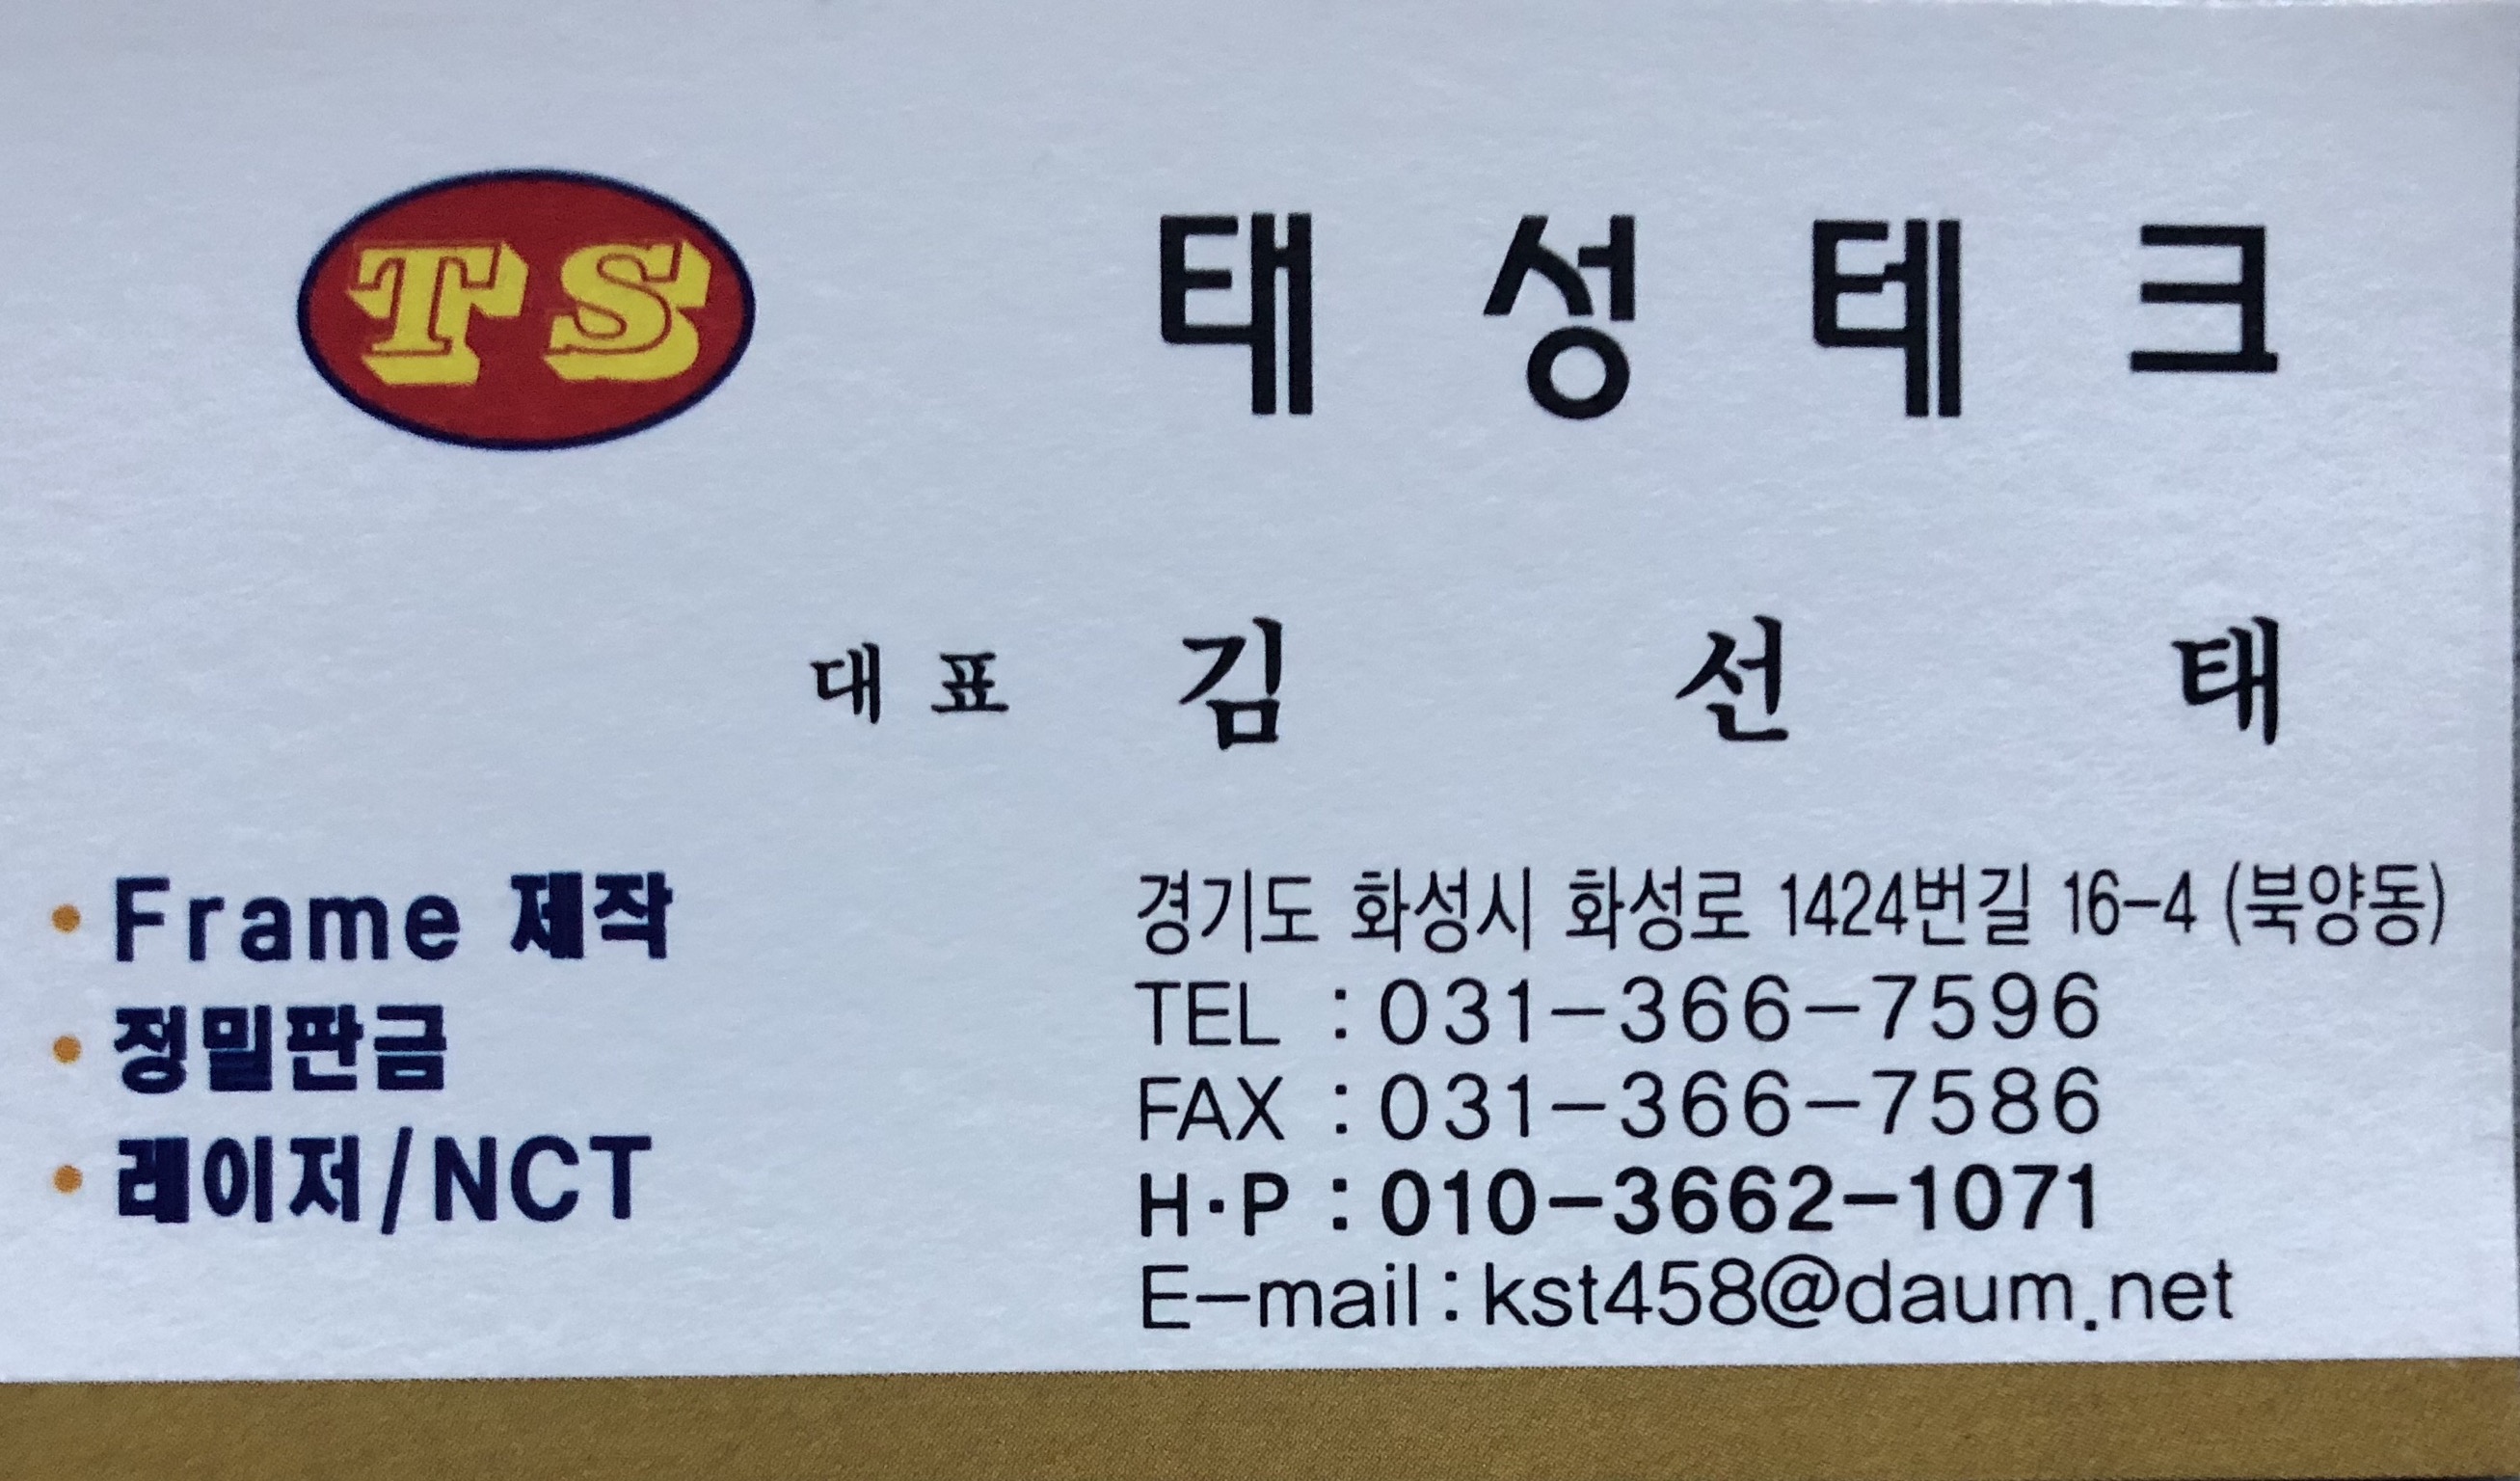 TS
태성테크
대표 김선태
• Frame 제작
• 정밀판금
• 레이저/NCT
경기도 화성시 화성로 1424번길 16-4 (북양동)
TEL : 031-366-7596
FAX : 031-366-7586
H·P : 010-3662-1071
E-mail : kst458@daum.net